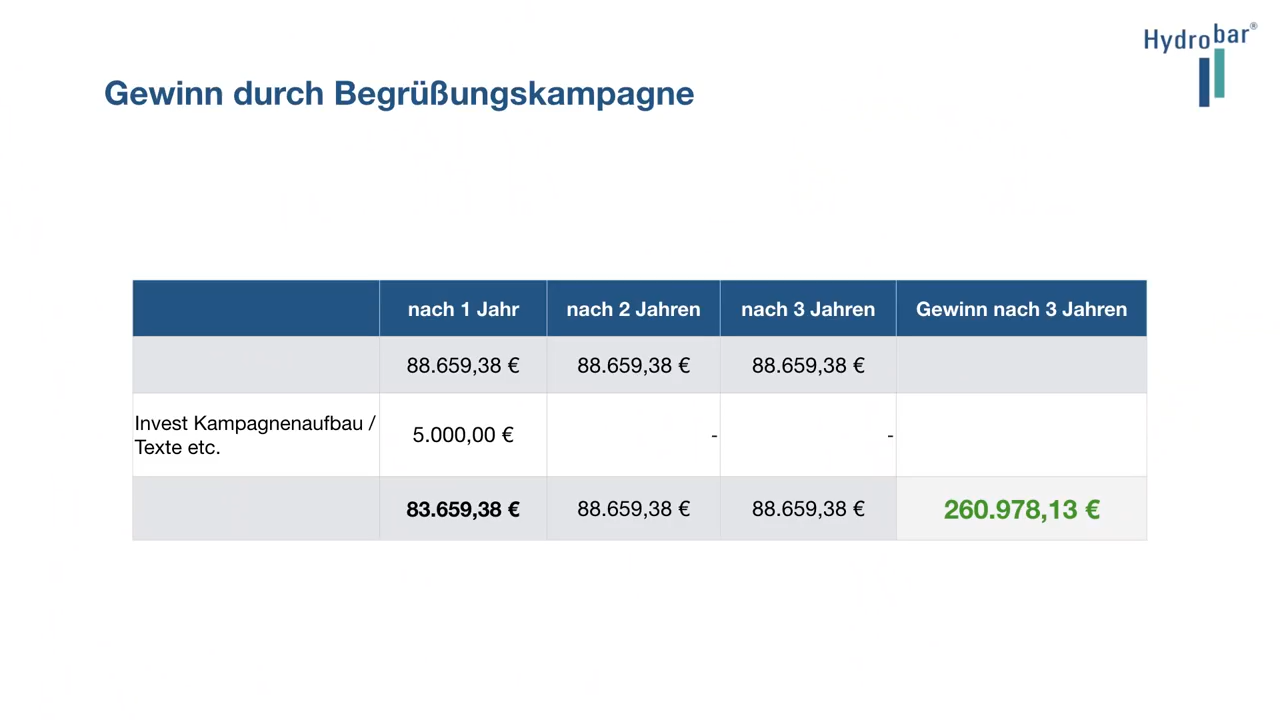 Hydrobar®
Gewinn durch Begrüßungskampagne
nach 1 Jahr nach 2 Jahren nach 3 Jahren Gewinn nach 3 Jahren
88.659,38 € 88.659,38 € 88.659,38 €
Invest Kampagnenaufbau /
Texte etc.
5.000,00 € - -
83.659,38 € 88.659,38 € 88.659,38 € 260.978,13 €